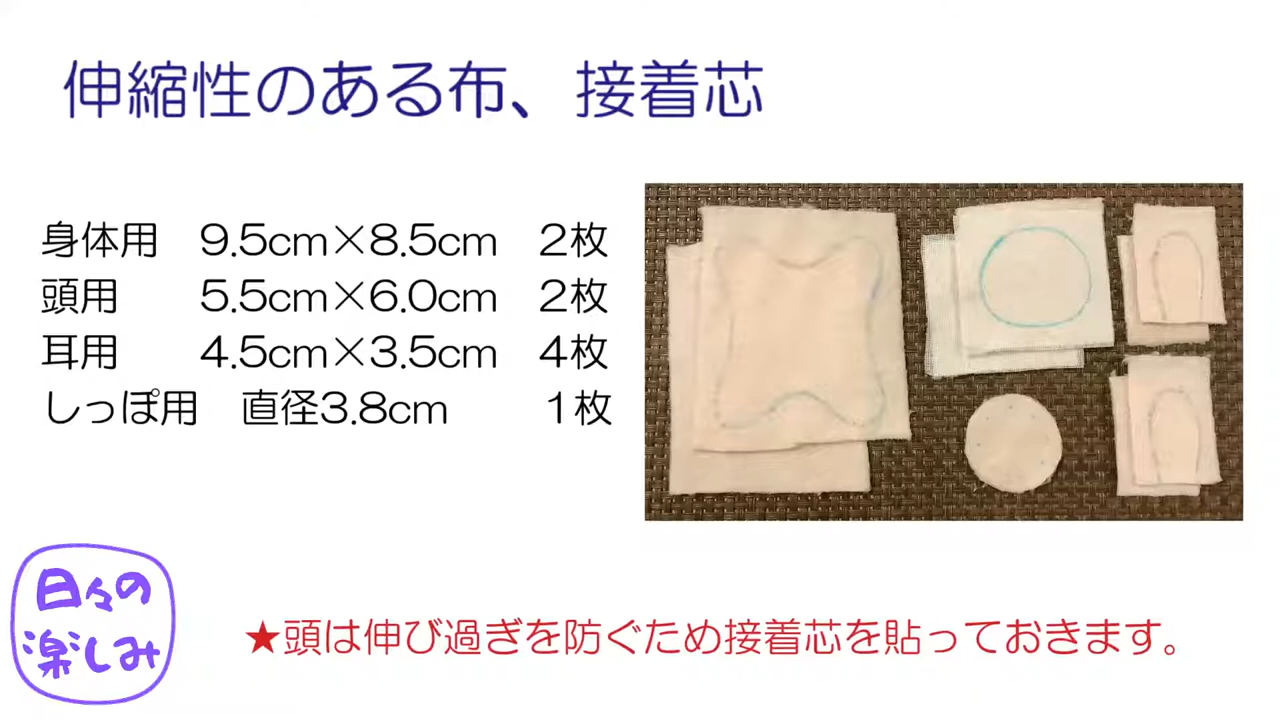 伸縮性のある布、接着芯
身体用 9.5cm×8.5cm 2枚
頭用 5.5cm×6.0cm 2枚
耳用 4.5cm×3.5cm 4枚
しっぽ用 直径3.8cm 1枚
日々の
楽しみ
★頭は伸び過ぎを防ぐため接着芯を貼っておきます。